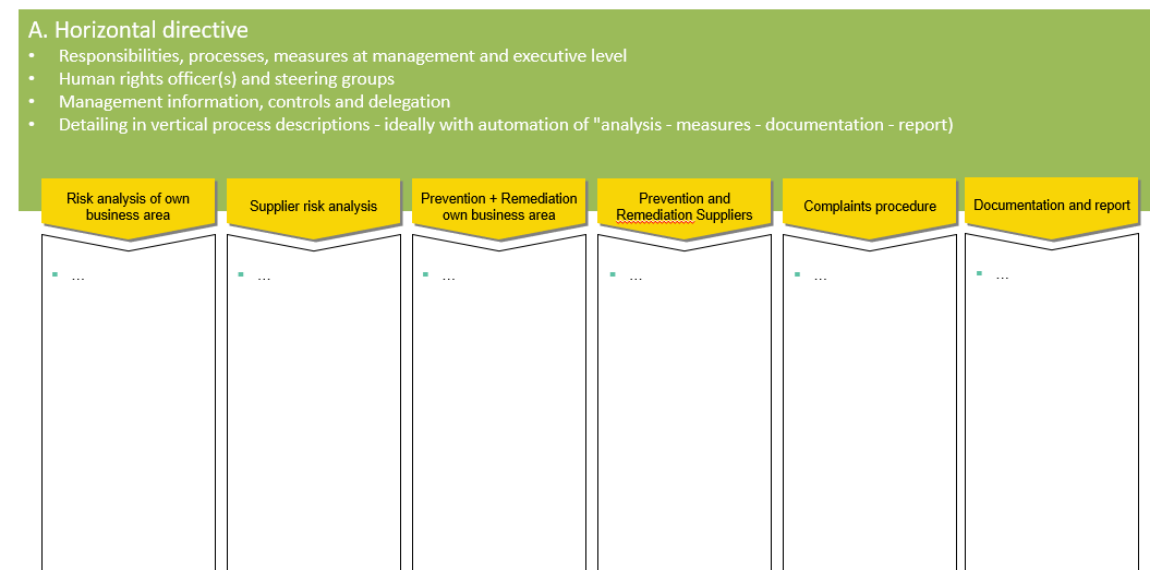 A. Horizontal directive
• Responsibilities, processes, measures at management and executive level
• Human rights officer(s) and steering groups
• Management information, controls and delegation
• Detailing in vertical process descriptions - ideally with automation of "analysis - measures - documentation - report)
Risk analysis of own
business area
Supplier risk analysis
Prevention + Remediation
own business area
Prevention and
Remediation Suppliers
Complaints procedure
Documentation and report
▪ ...
▪ ...
▪ ...
▪ ...
▪ ...
▪ ...